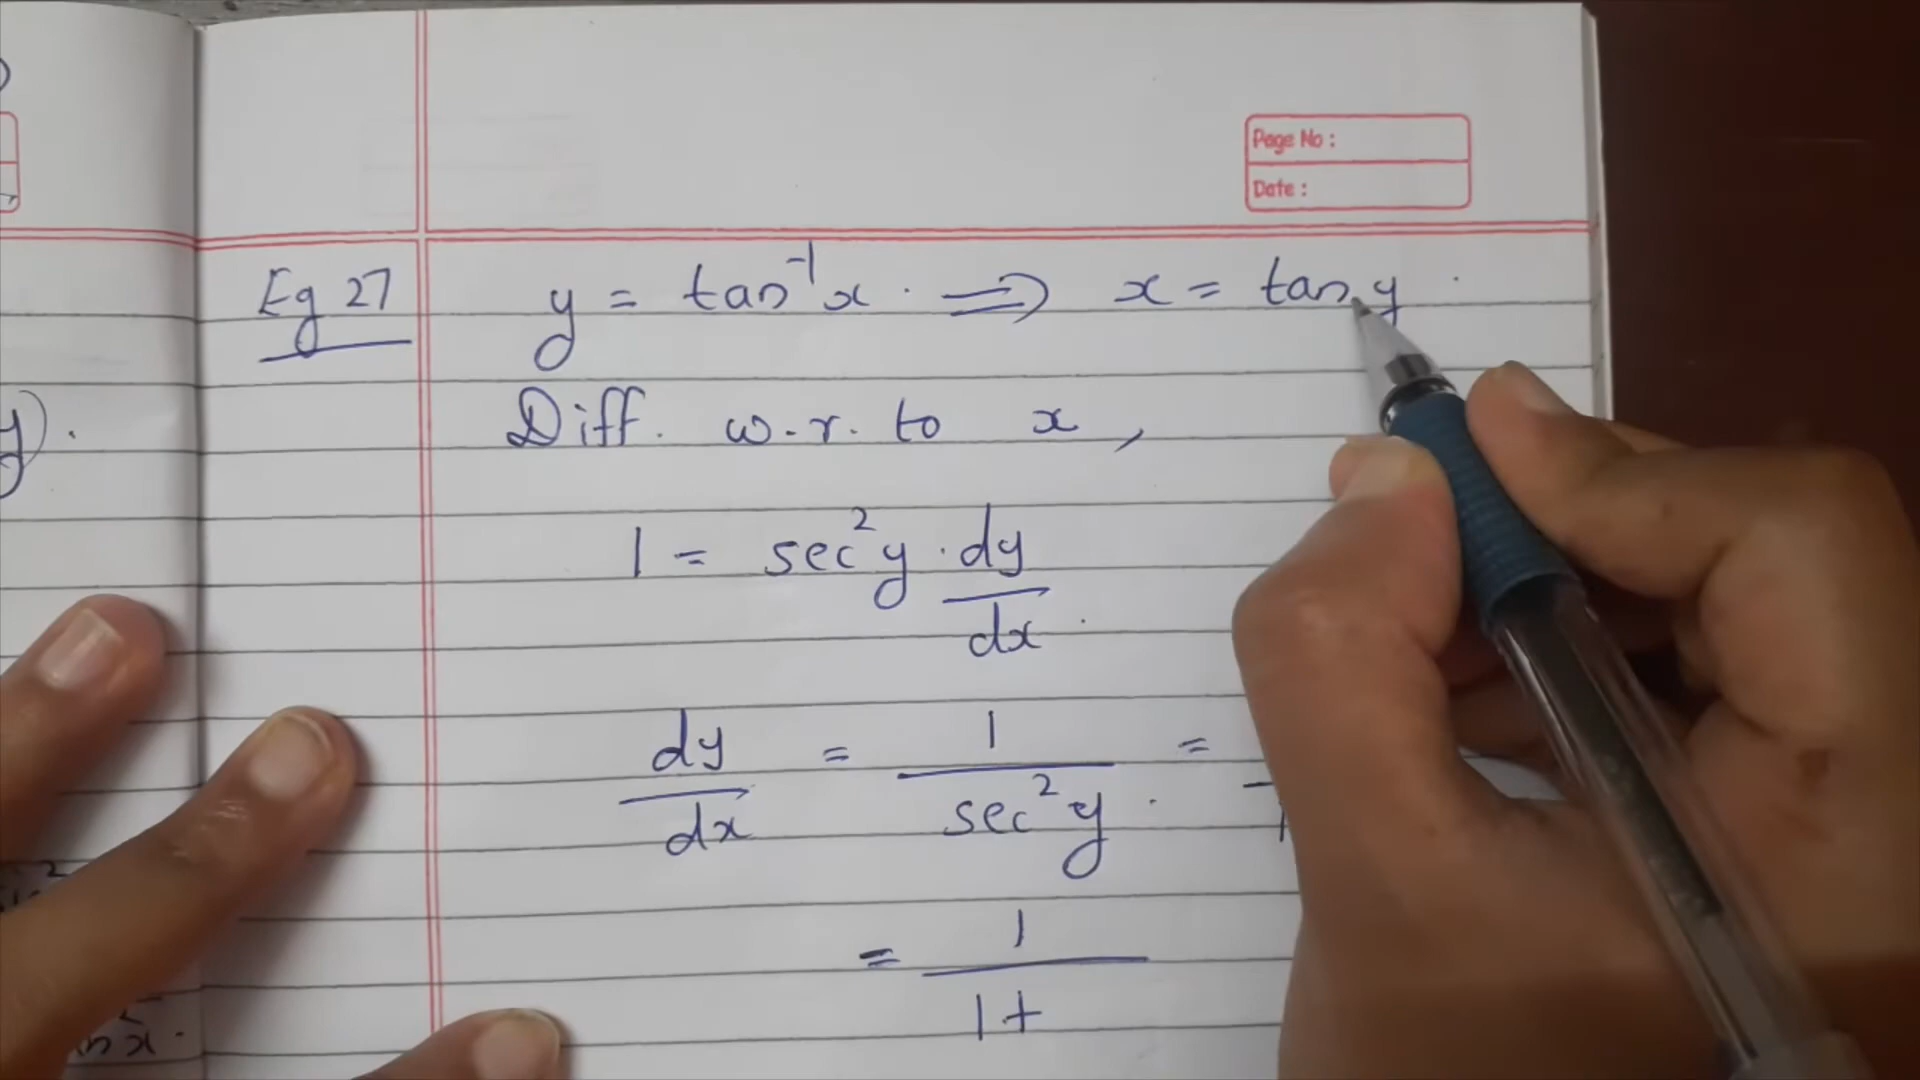 Page No :
Date :
Eg 27 y = tan⁻¹x . ⟹ x = tan y .
Diff. w.r. to x ,
1 = sec²y . dy/dx .
dy/dx = 1/sec²y . =
= 1/1+